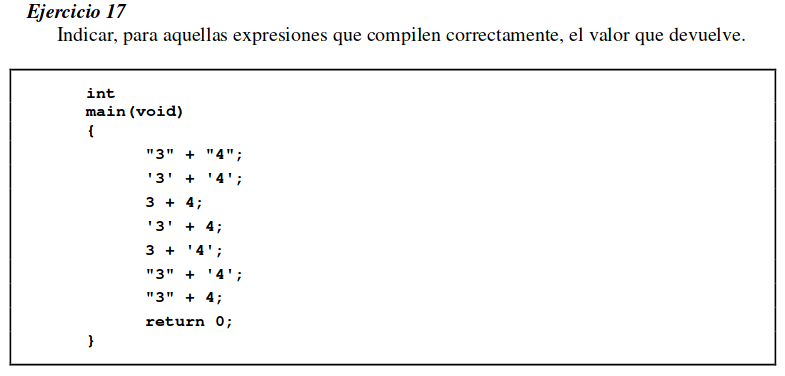 Ejercicio 17
Indicar, para aquellas expresiones que compilen correctamente, el valor que devuelve.
int
main(void)
{
"3" + "4";
'3' + '4';
3 + 4;
'3' + 4;
3 + '4';
"3" + '4';
"3" + 4;
return 0;
}